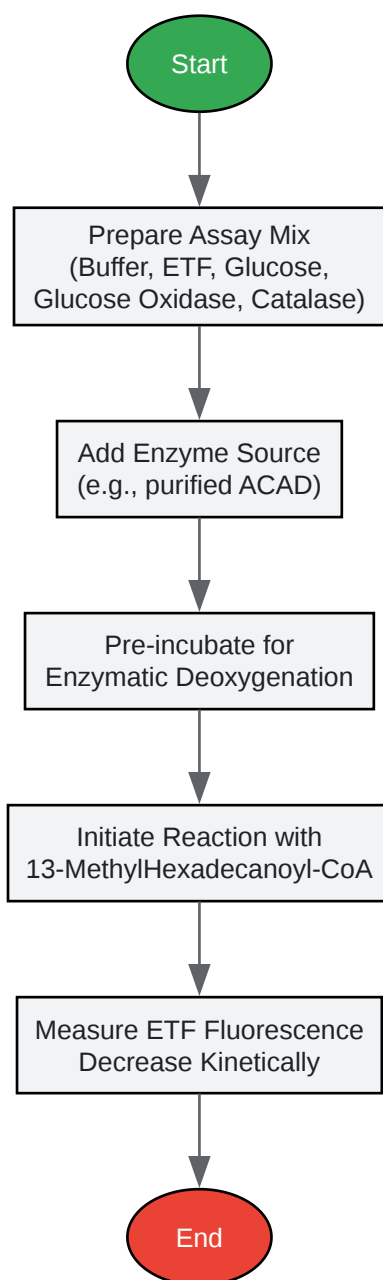 Start
Prepare Assay Mix
(Buffer, ETF, Glucose,
Glucose Oxidase, Catalase)
Add Enzyme Source
(e.g., purified ACAD)
Pre-incubate for
Enzymatic Deoxygenation
Initiate Reaction with
13-MethylHexadecanoyl-CoA
Measure ETF Fluorescence
Decrease Kinetically
End